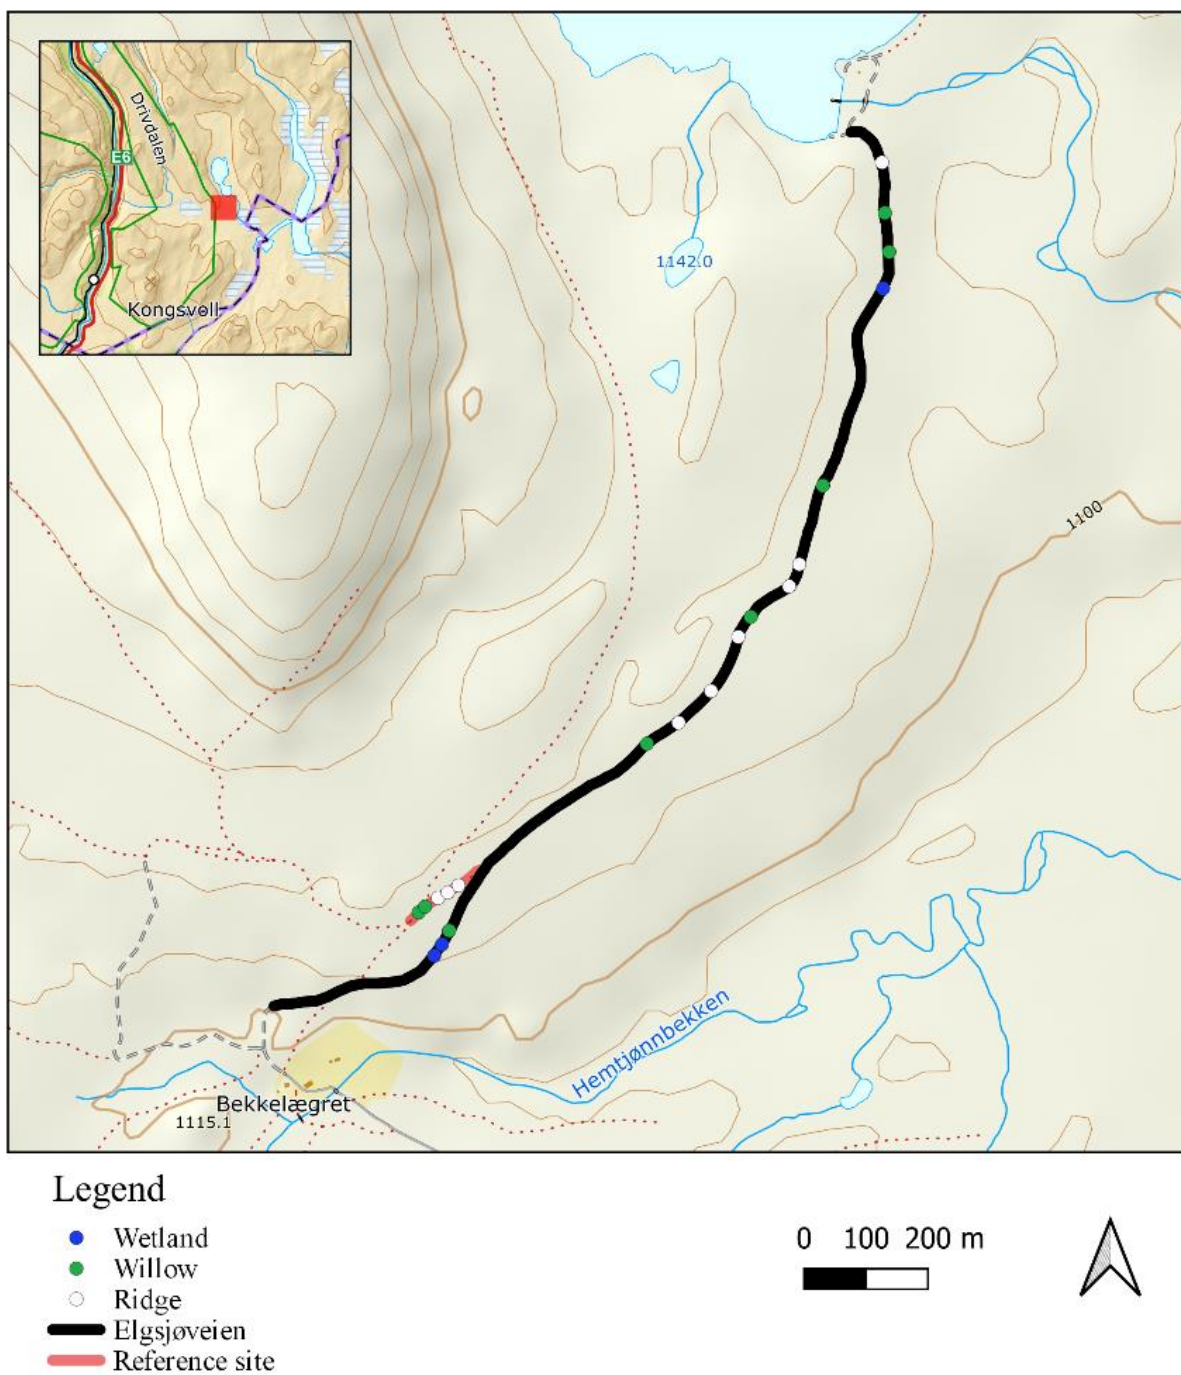 Drivdalen
E6
Kongsvoll
1142.0
1100
Hemtjønnbekken
Bekkelægret
1115.1
Legend
Wetland
Willow
Ridge
Elgsjøveien
Reference site
0 100 200 m